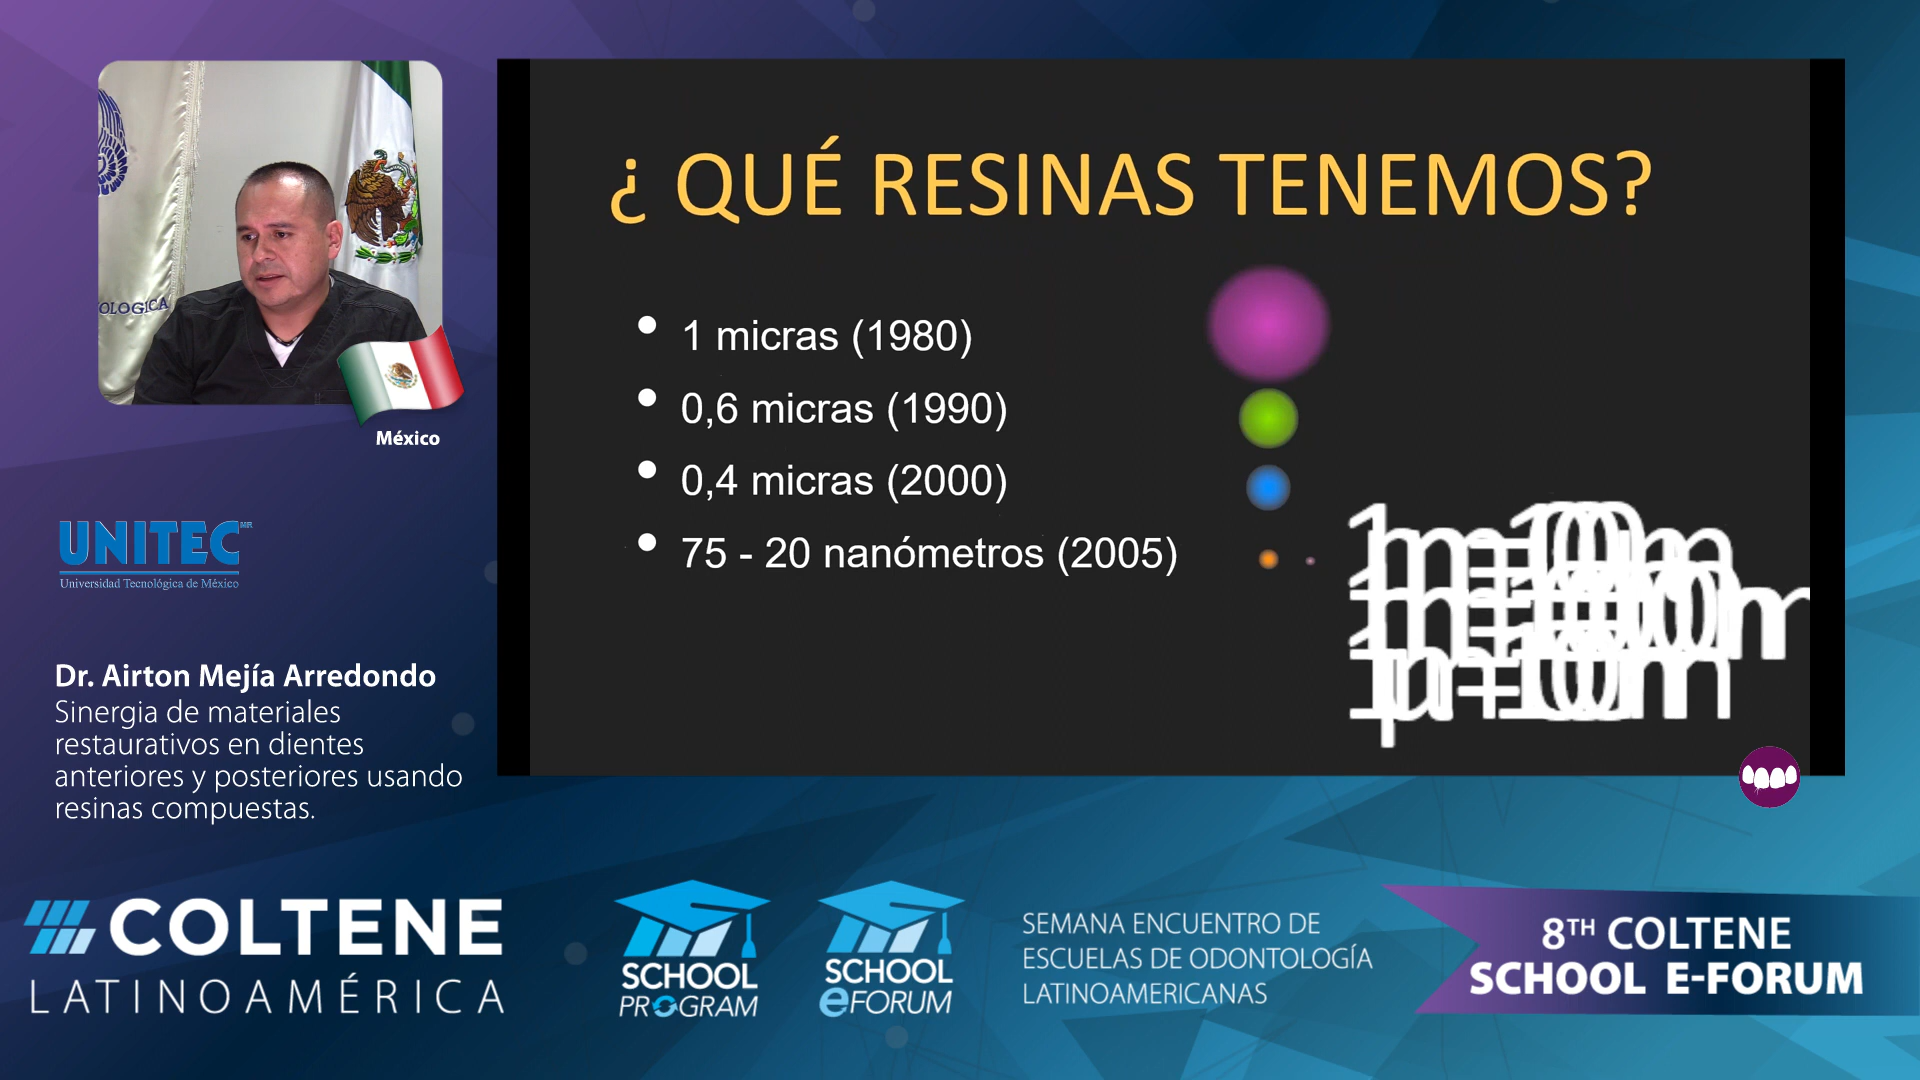 OLOGICA
México
UNITEC MR
Universidad Tecnológica de México
Dr. Airton Mejía Arredondo
Sinergia de materiales
restaurativos en dientes
anteriores y posteriores usando
resinas compuestas.
¿ QUÉ RESINAS TENEMOS?
• 1 micras (1980)
• 0,6 micras (1990)
• 0,4 micras (2000)
• 75 - 20 nanómetros (2005)
COLTENE
LATINOAMÉRICA
SCHOOL
PROGRAM
SCHOOL
eFORUM
SEMANA ENCUENTRO DE
ESCUELAS DE ODONTOLOGÍA
LATINOAMERICANAS
8TH COLTENE
SCHOOL E-FORUM